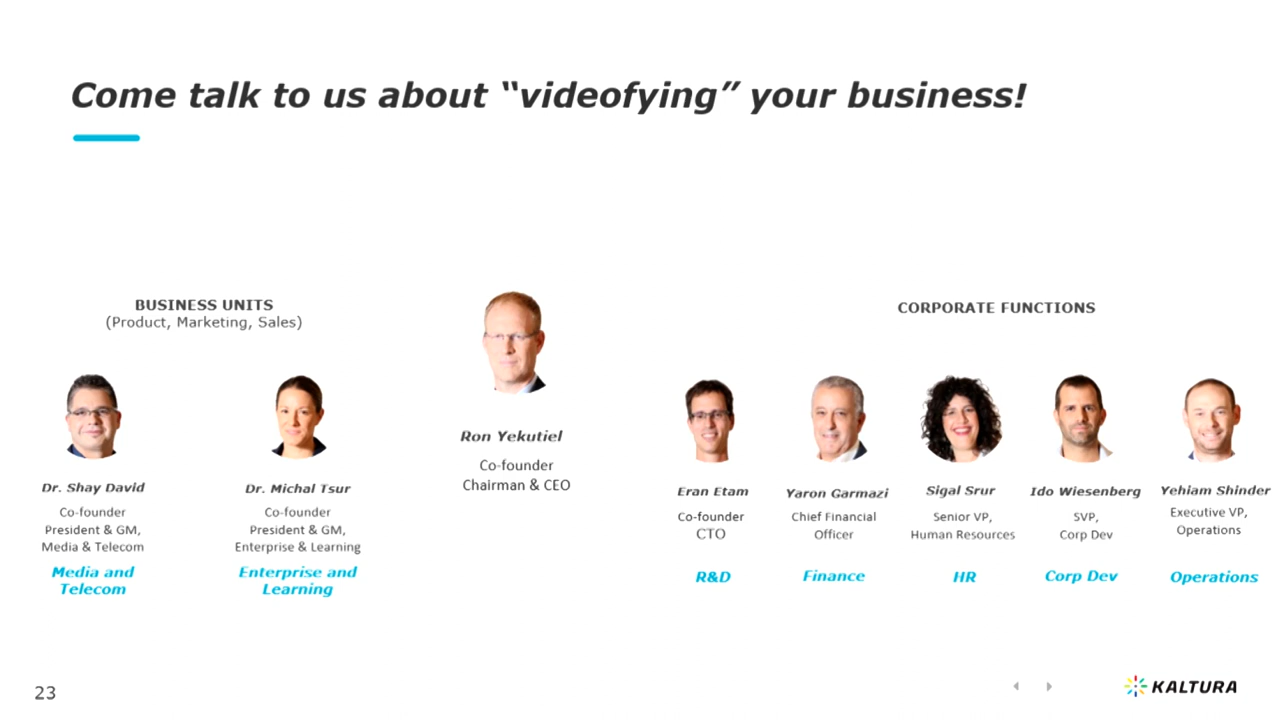 Come talk to us about “videofying” your business!
BUSINESS UNITS
(Product, Marketing, Sales)
Dr. Shay David
Co-founder
President & GM,
Media & Telecom
Media and
Telecom
Dr. Michal Tsur
Co-founder
President & GM,
Enterprise & Learning
Enterprise and
Learning
Ron Yekutiel
Co-founder
Chairman & CEO
CORPORATE FUNCTIONS
Eran Etam
Co-founder
CTO
R&D
Yaron Garmazi
Chief Financial
Officer
Finance
Sigal Srur
Senior VP,
Human Resources
HR
Ido Wiesenberg
SVP,
Corp Dev
Corp Dev
Yehiam Shinder
Executive VP,
Operations
Operations
23
KALTURA